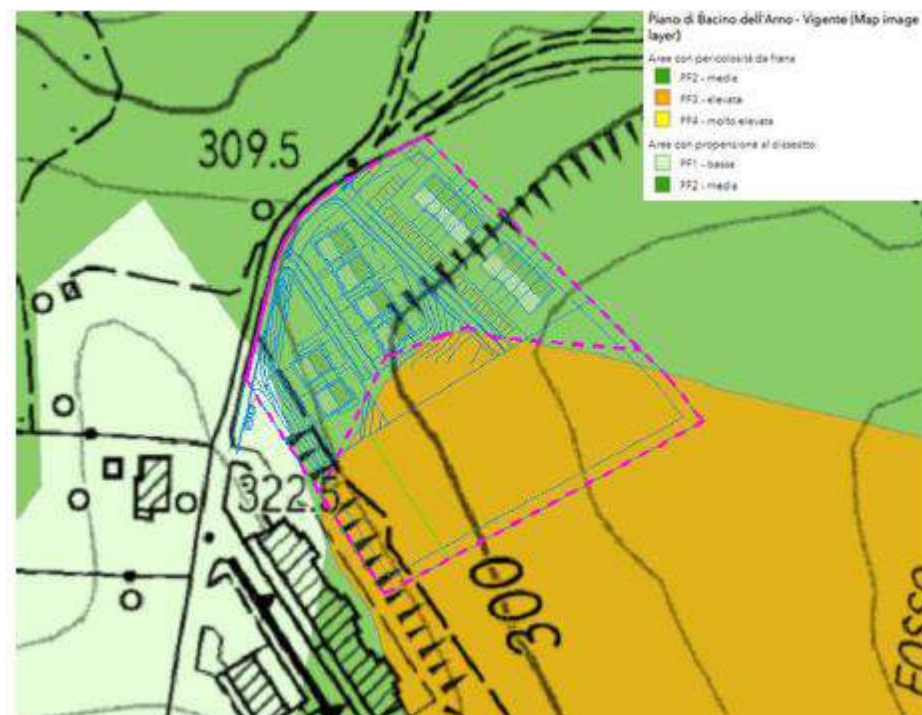 Piano di Bacino dell'Arno - Vigente (Map image
layer)
Aree con pericolosità da frana
PF2 - media
PF3 - elevata
PF4 - molto elevata
Aree con propensione al dissesto
PF1 - bassa
PF2 - media
309.5
322.5
300
FOSSO